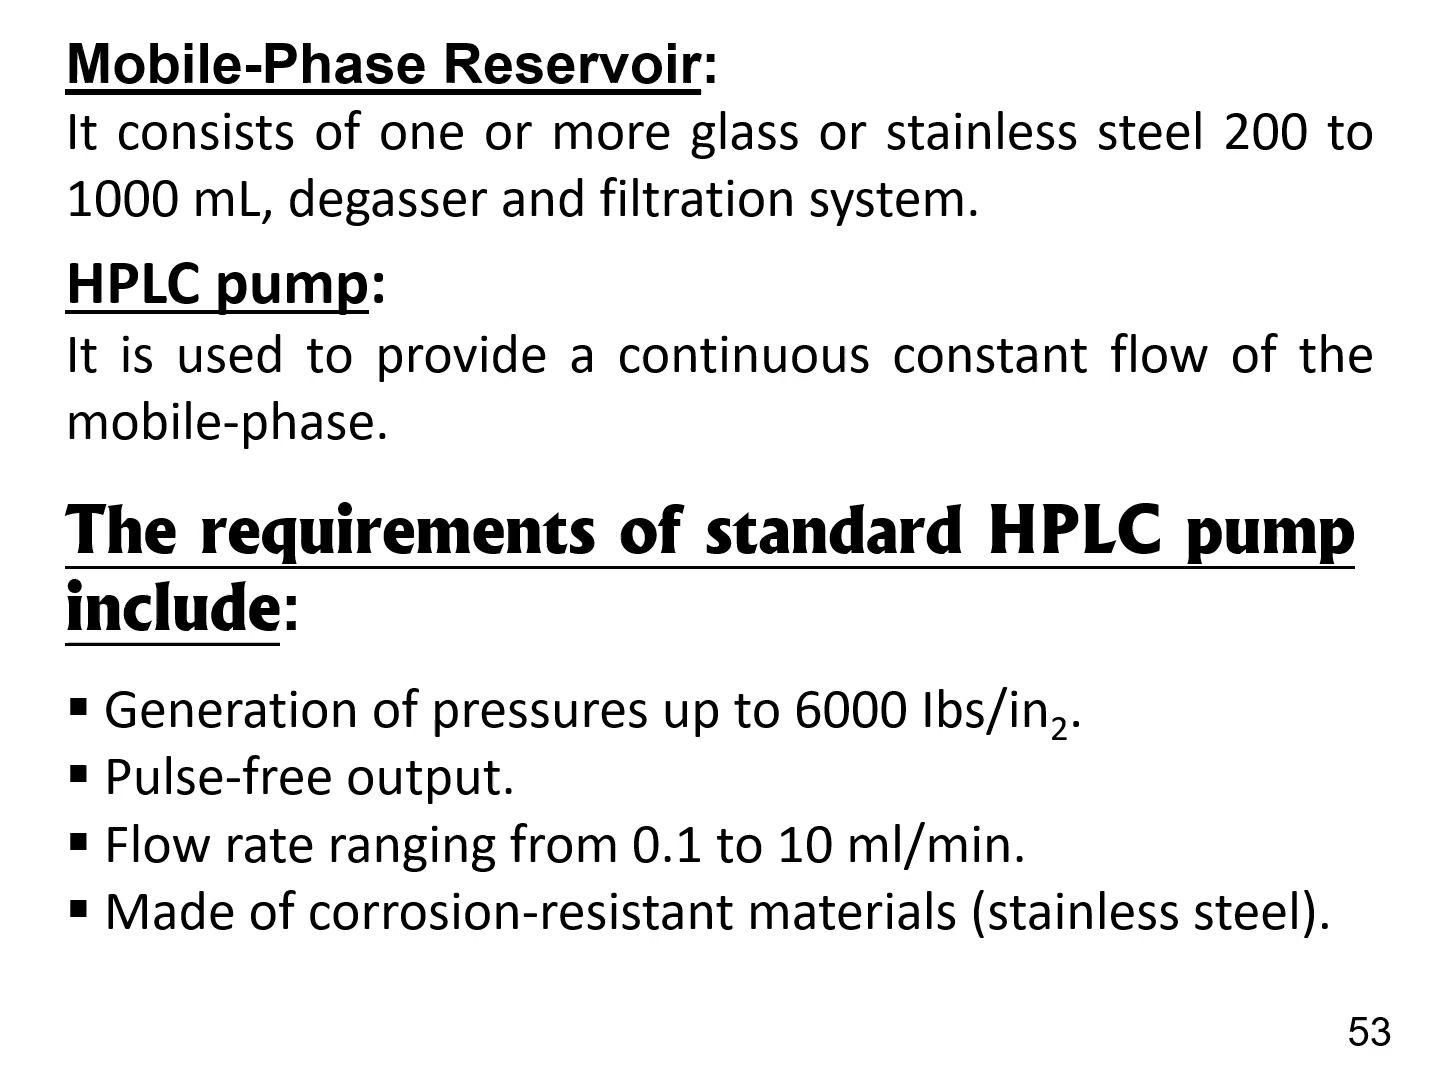 Mobile-Phase Reservoir:
It consists of one or more glass or stainless steel 200 to
1000 mL, degasser and filtration system.
HPLC pump:
It is used to provide a continuous constant flow of the
mobile-phase.
The requirements of standard HPLC pump
include:
▪ Generation of pressures up to 6000 Ibs/in₂.
▪ Pulse-free output.
▪ Flow rate ranging from 0.1 to 10 ml/min.
▪ Made of corrosion-resistant materials (stainless steel).
53